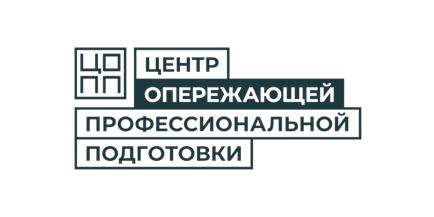 ЦО
ПП
ЦЕНТР
ОПЕРЕЖАЮЩЕЙ
ПРОФЕССИОНАЛЬНОЙ
ПОДГОТОВКИ